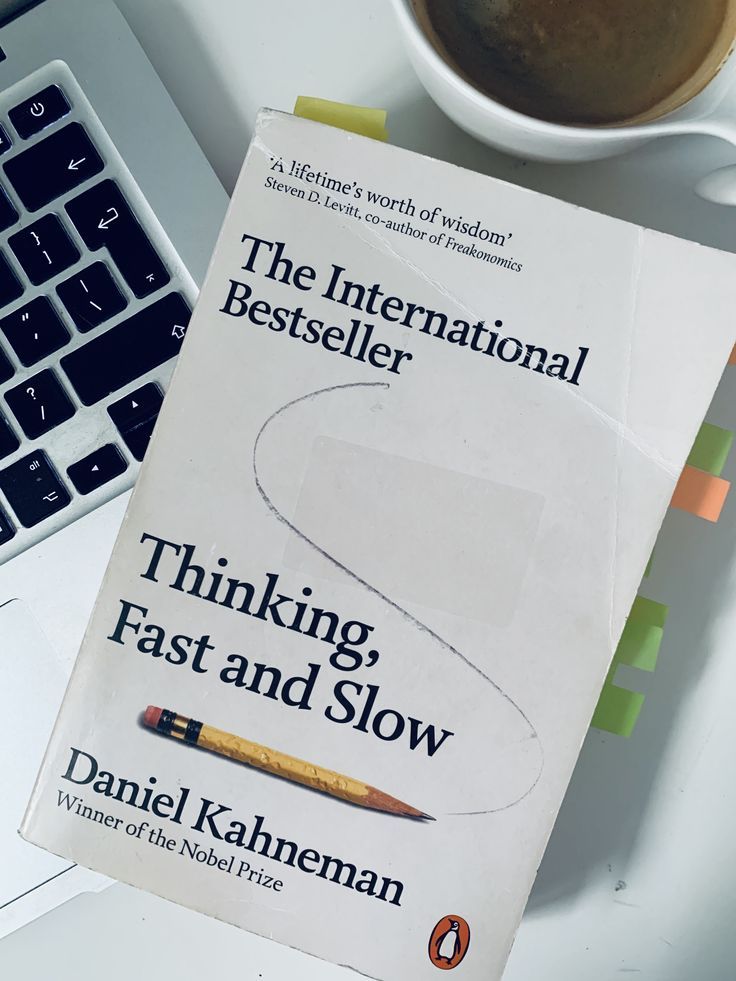 'A lifetime's worth of wisdom'
Steven D. Levitt, co-author of Freakonomics
The International
Bestseller
Thinking,
Fast and Slow
Daniel Kahneman
Winner of the Nobel Prize
}
]
{
[
|
\
"
'
?
/
alt